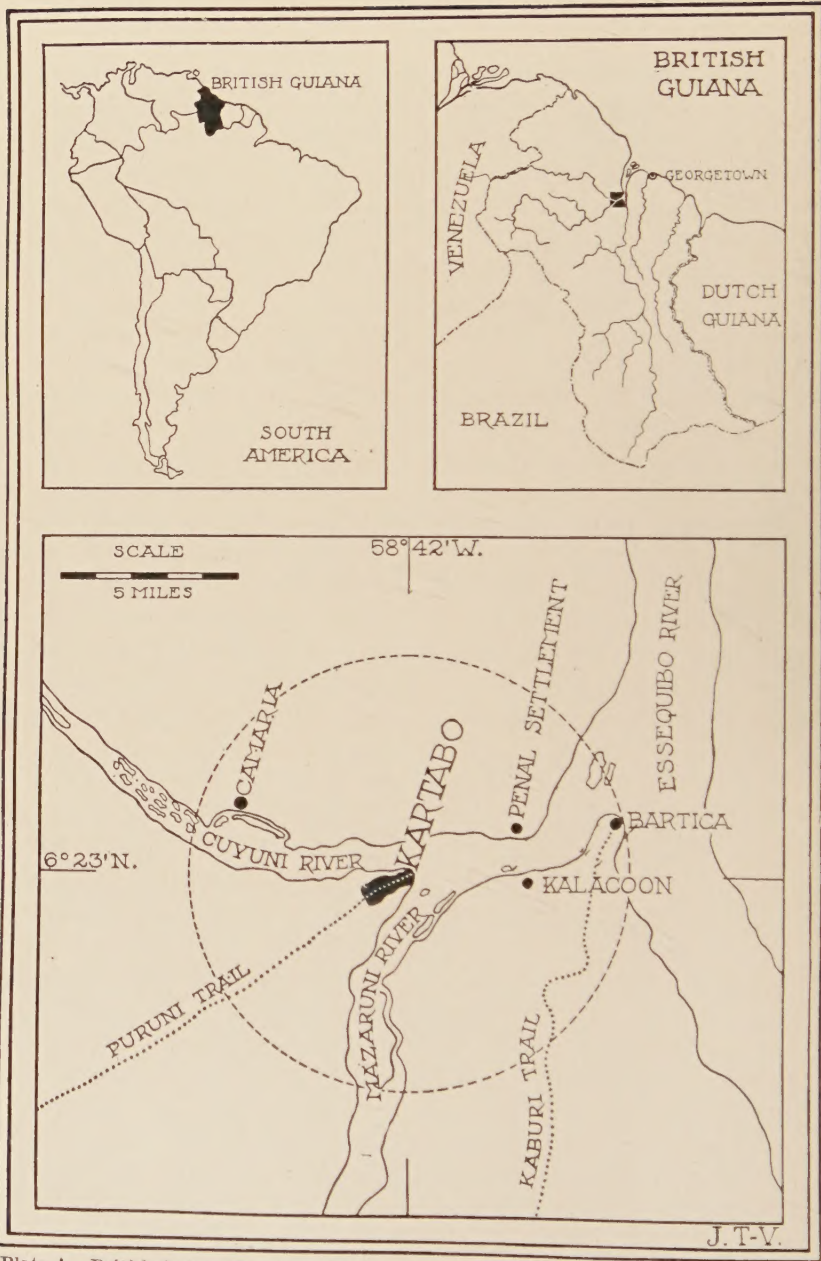 BRITISH GUIANA
SOUTH
AMERICA
BRITISH
GUIANA
VENEZUELA
GEORGETOWN
DUTCH
GUIANA
BRAZIL
SCALE
5 MILES
58°42'W.
CAMARIA
KARTABO
PENAL SETTLEMENT
ESSEQUIBO RIVER
BARTICA
CUYUNI RIVER
6°23'N.
KALACOON
MAZARUNI RIVER
PURUNI TRAIL
KABURI TRAIL
J. T-V.